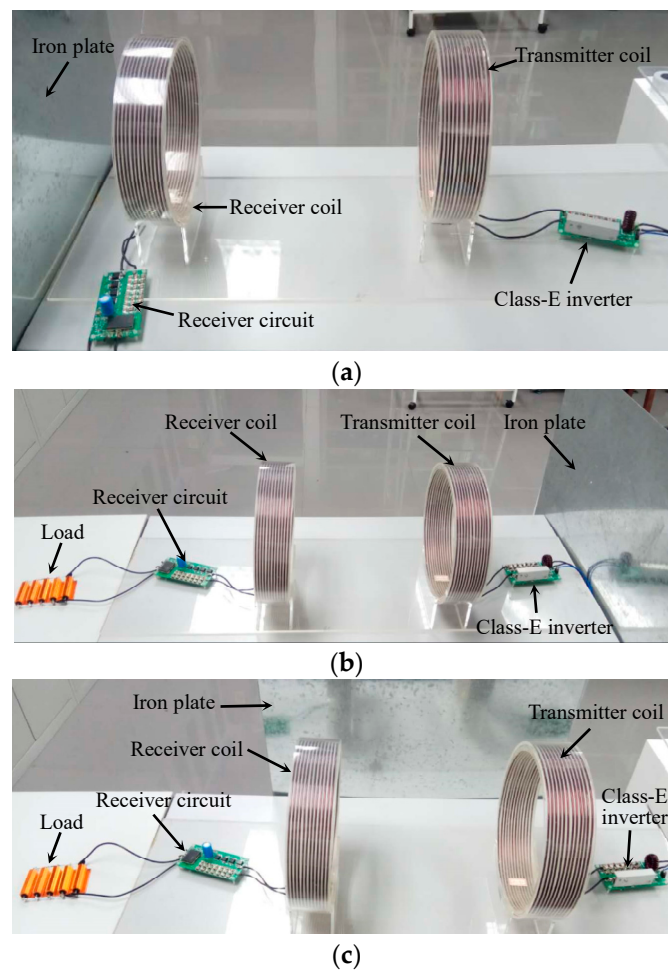 Iron plate
Transmitter coil
Receiver coil
Class-E inverter
Receiver circuit
(a)
Receiver coil
Transmitter coil
Iron plate
Receiver circuit
Load
Class-E inverter
(b)
Iron plate
Transmitter coil
Receiver coil
Class-E
inverter
Receiver circuit
Load
(c)